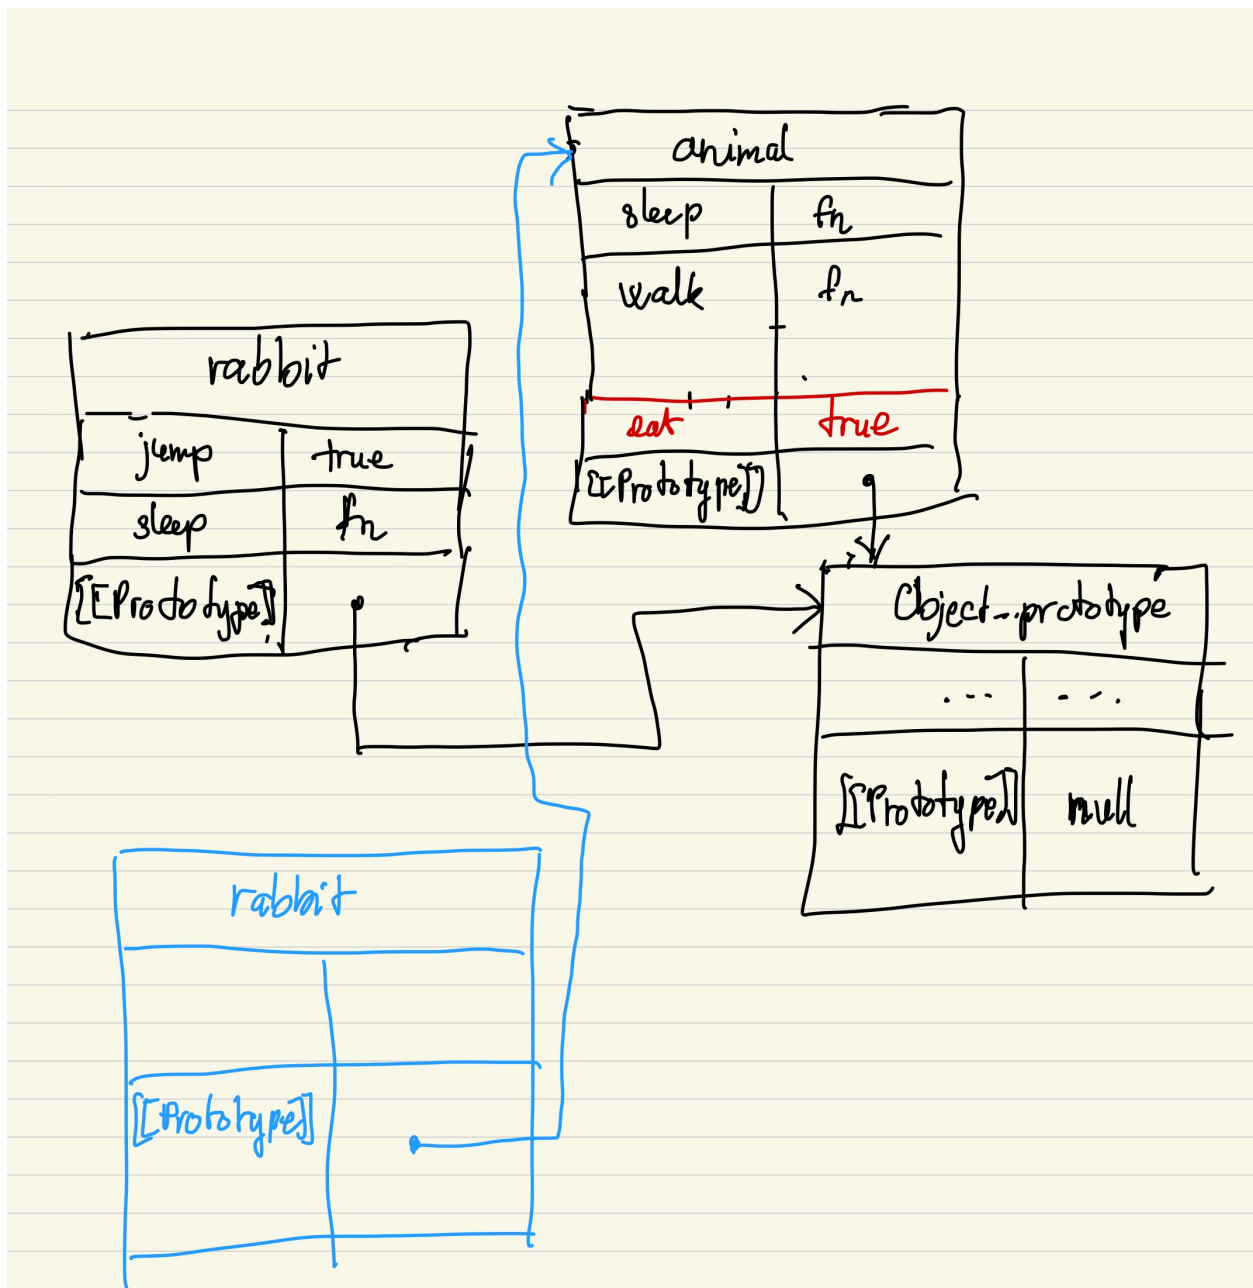 animal
sleep fn
walk fn
eat true
[[Prototype]]
rabbit
jump true
sleep fn
[[Prototype]]
Object.prototype
... ...
[[Prototype]] null
rabbit
[[Prototype]]